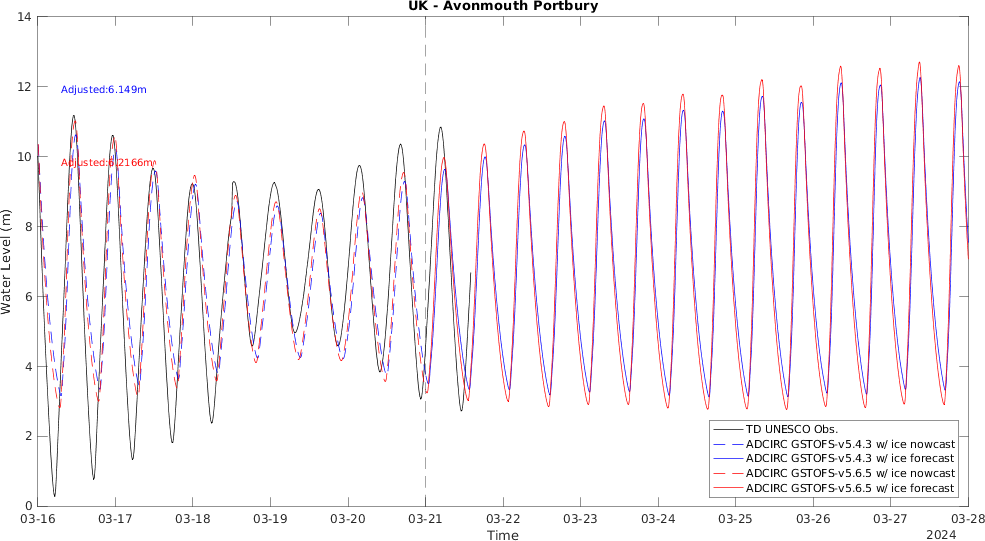 UK - Avonmouth Portbury
14
12
10
8
6
4
2
0
Water Level (m)
Adjusted:6.149m
Adjusted:6.2166m
TD UNESCO Obs.
ADCIRC GSTOFS-v5.4.3 w/ ice nowcast
ADCIRC GSTOFS-v5.4.3 w/ ice forecast
ADCIRC GSTOFS-v5.6.5 w/ ice nowcast
ADCIRC GSTOFS-v5.6.5 w/ ice forecast
03-16 03-17 03-18 03-19 03-20 03-21 03-22 03-23 03-24 03-25 03-26 03-27 03-28
Time
2024